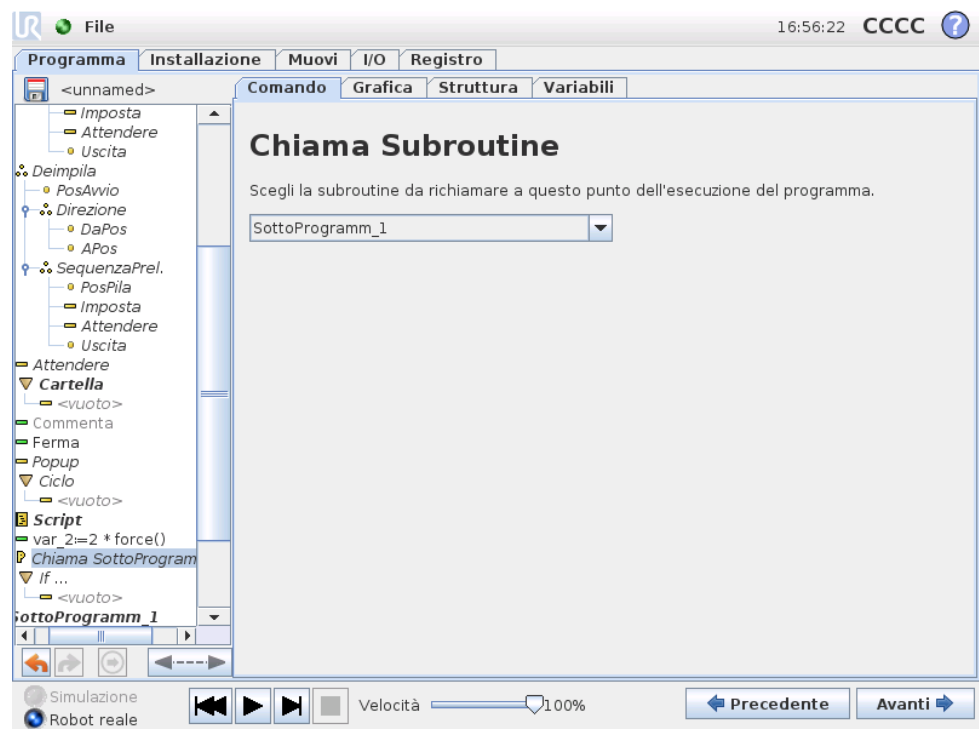 UR File 16:56:22 CCCC ?
Programma Installazione Muovi I/O Registro
<unnamed>
Comando Grafica Struttura Variabili
Imposta
Attendere
Uscita
Deimpila
PosAvvio
Direzione
DaPos
APos
SequenzaPrel.
PosPila
Imposta
Attendere
Uscita
Attendere
Cartella
<vuoto>
Commenta
Ferma
Popup
Ciclo
<vuoto>
Script
var_2:=2 * force()
Chiama SottoProgram
If ...
<vuoto>
SottoProgramm_1
Chiama Subroutine
Scegli la subroutine da richiamare a questo punto dell'esecuzione del programma.
SottoProgramm_1
Simulazione
Robot reale
Velocità 100%
Precedente Avanti